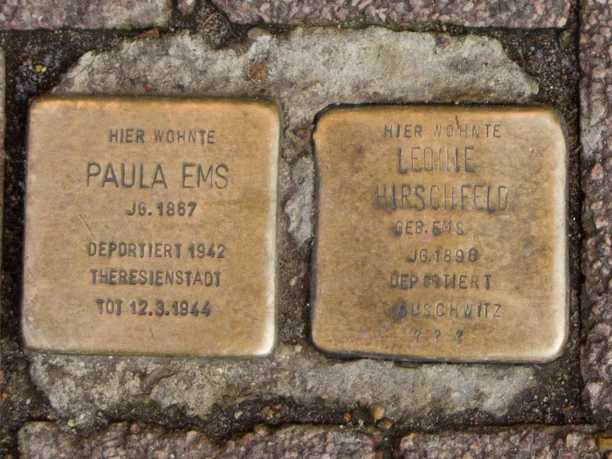 HIER WOHNTE
PAULA EMS
JG. 1867
DEPORTIERT 1942
THERESIENSTADT
TOT 12.3.1944
HIER WOHNTE
LEONIE
HIRSCHFELD
GEB. EMS
JG. 1898
DEPORTIERT
AUSCHWITZ
? ? ?